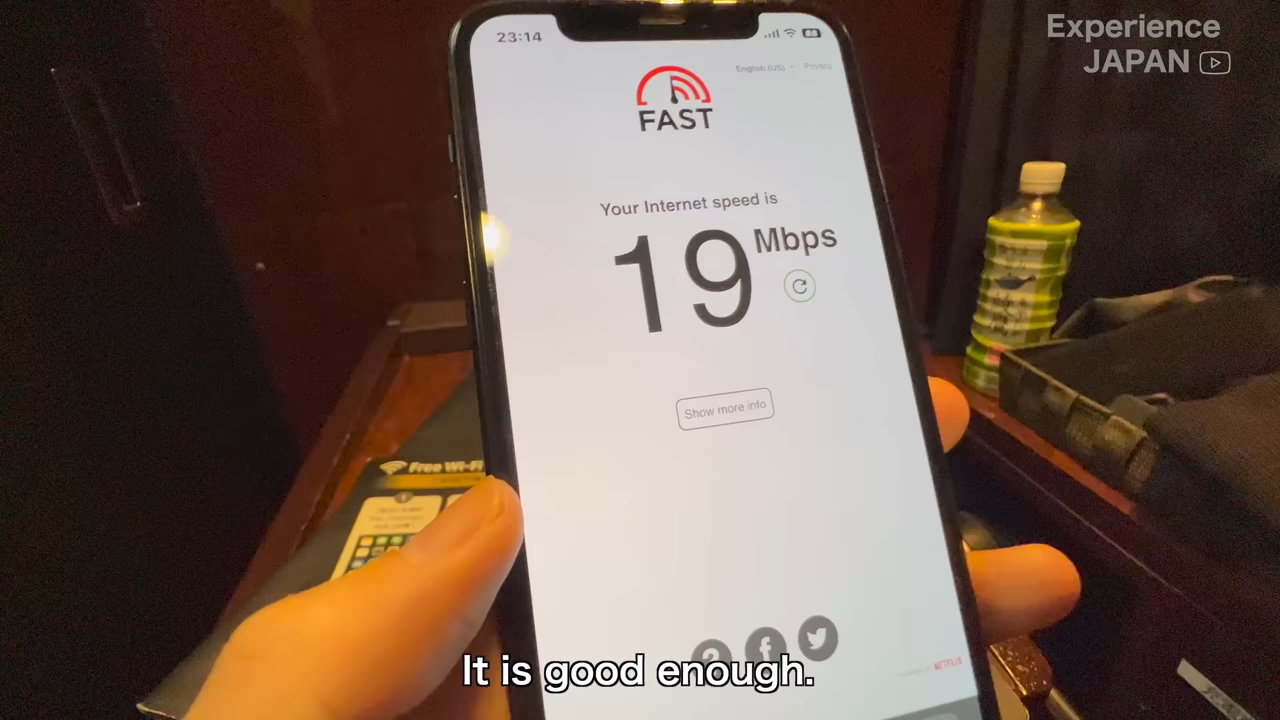 Experience
JAPAN
23:14
English (US)
Privacy
FAST
Your Internet speed is
19 Mbps
Show more info
Free Wi-Fi
NETFLIX
It is good enough.